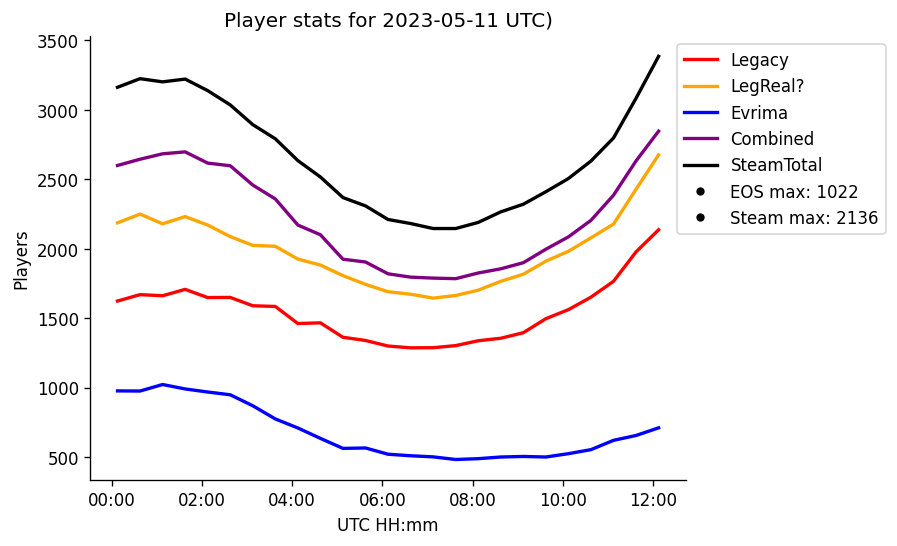 Player stats for 2023-05-11 UTC)
3500
3000
2500
2000
1500
1000
500
Players
00:00 02:00 04:00 06:00 08:00 10:00 12:00
UTC HH:mm
Legacy
LegReal?
Evrima
Combined
SteamTotal
EOS max: 1022
Steam max: 2136